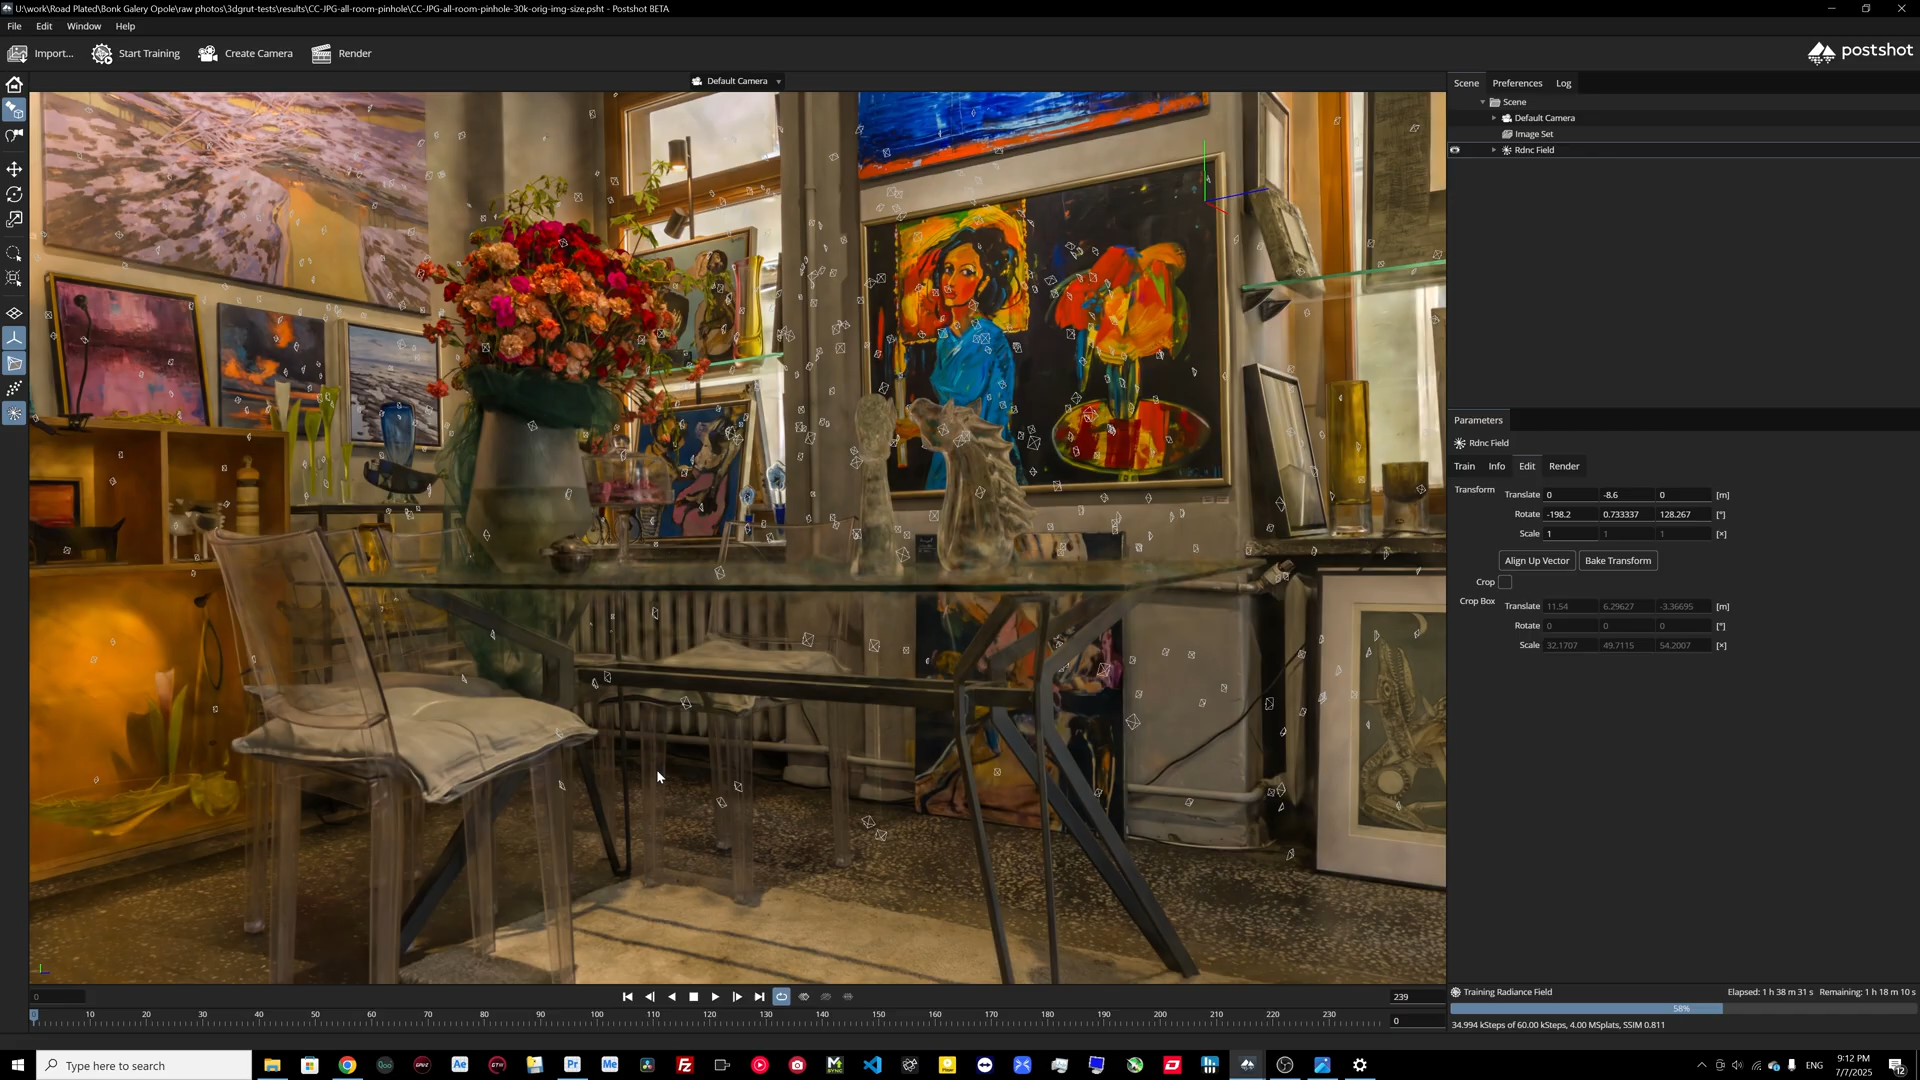 U:\work\Road Plated\Bonk Galery Opole\raw photos\3dgrut-tests\results\CC-JPG-all-room-pinhole\CC-JPG-all-room-pinhole-30k-orig-img-size.psht - Postshot BETA
File Edit Window Help
Import... Start Training Create Camera Render
postshot
Default Camera
Scene Preferences Log
Scene
Default Camera
Image Set
Rdnc Field
Parameters
Rdnc Field
Train Info Edit Render
Transform Translate 0 -8.6 0 [m]
Rotate -198.2 0.733337 128.267 [°]
Scale 1 1 1 [×]
Align Up Vector Bake Transform
Crop
Crop Box Translate 11.54 6.29627 -3.36695 [m]
Rotate 0 0 0 [°]
Scale 32.1707 49.7115 54.2007 [×]
0 239
0 10 20 30 40 50 60 70 80 90 100 110 120 130 140 150 160 170 180 190 200 210 220 230 0
Training Radiance Field Elapsed: 1 h 38 m 31 s Remaining: 1 h 18 m 10 s
58%
34.994 kSteps of 60.00 kSteps, 4.00 MSplats, SSIM 0.811
Type here to search
Ae
Pr
Me
ENG
9:12 PM
7/7/2025
12